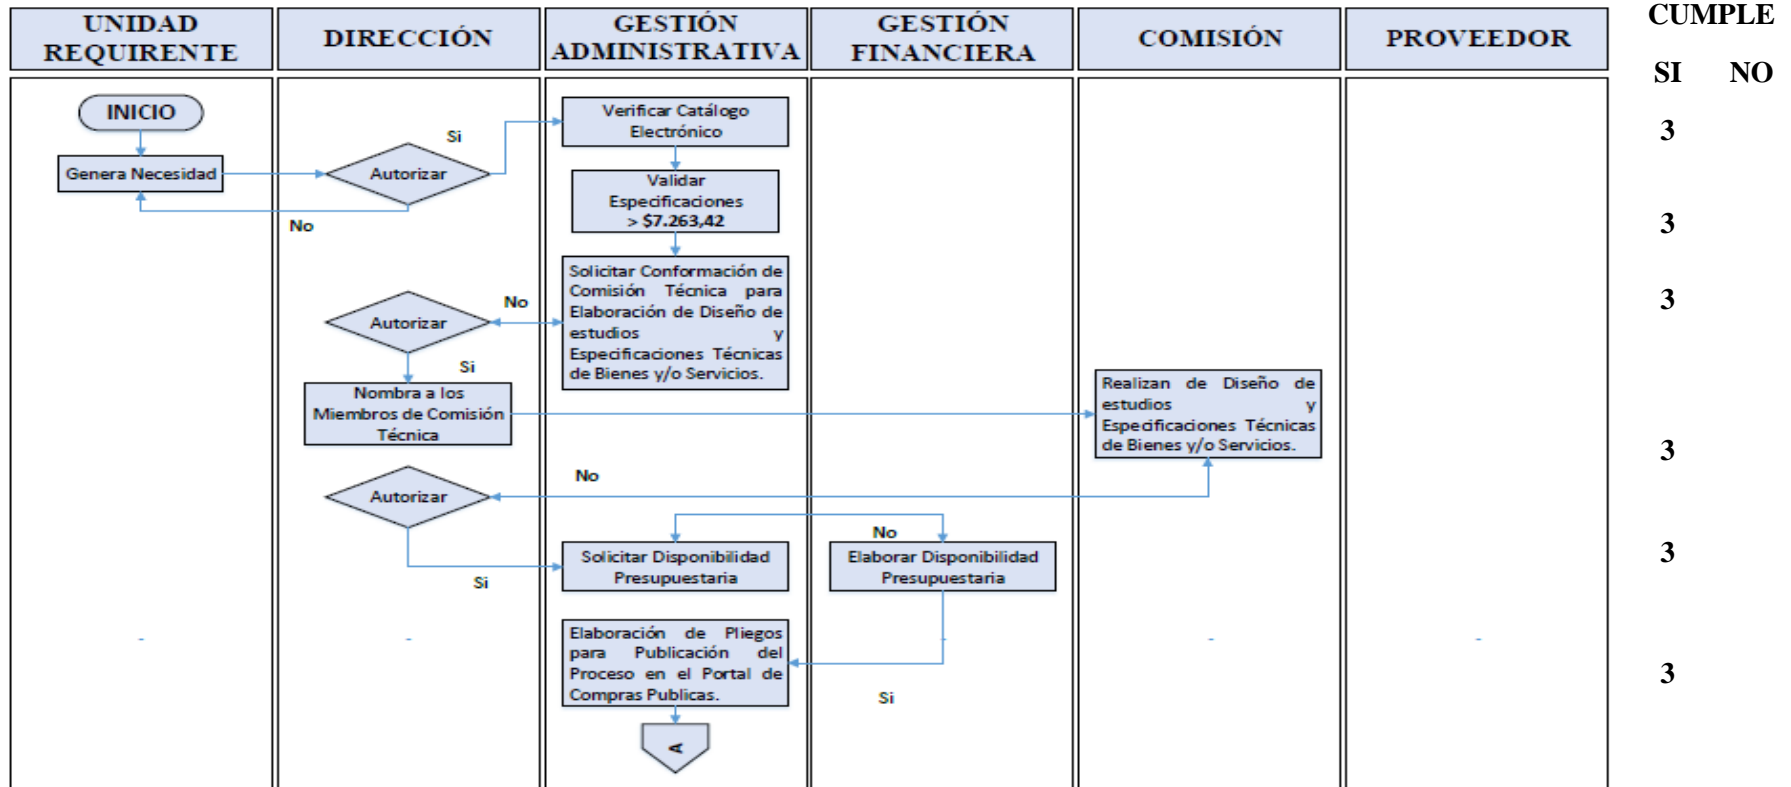 UNIDAD
REQUIRENTE
DIRECCIÓN
GESTIÓN
ADMINISTRATIVA
GESTIÓN
FINANCIERA
COMISIÓN
PROVEEDOR
CUMPLE
SI NO
INICIO
Genera Necesidad
Autorizar
Si
No
Verificar Catálogo
Electrónico
3
Validar
Especificaciones
> $7.263,42
3
Solicitar Conformación de
Comisión Técnica para
Elaboración de Diseño de
estudios y
Especificaciones Técnicas
de Bienes y/o Servicios.
3
No
Autorizar
Si
Nombra a los
Miembros de Comisión
Técnica
Realizan de Diseño de
estudios y
Especificaciones Técnicas
de Bienes y/o Servicios.
3
Autorizar
No
Si
Solicitar Disponibilidad
Presupuestaria
No
Elaborar Disponibilidad
Presupuestaria
3
Elaboración de Pliegos
para Publicación del
Proceso en el Portal de
Compras Publicas.
Si
3
A